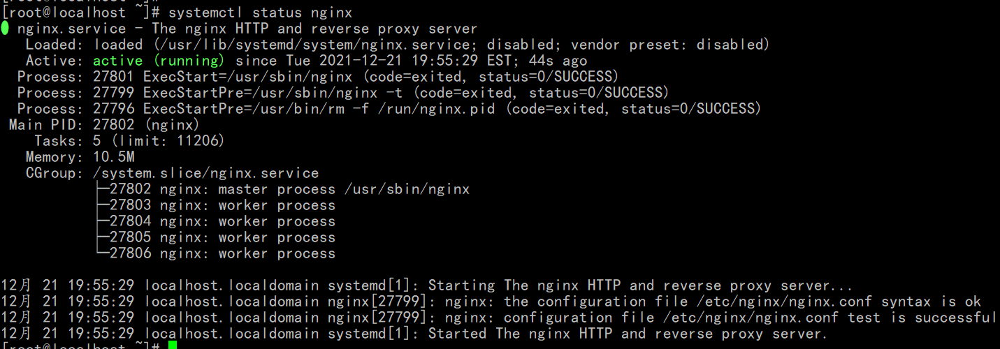 [root@localhost ~]#
[root@localhost ~]# systemctl status nginx
● nginx.service - The nginx HTTP and reverse proxy server
Loaded: loaded (/usr/lib/systemd/system/nginx.service; disabled; vendor preset: disabled)
Active: active (running) since Tue 2021-12-21 19:55:29 EST; 44s ago
Process: 27801 ExecStart=/usr/sbin/nginx (code=exited, status=0/SUCCESS)
Process: 27799 ExecStartPre=/usr/sbin/nginx -t (code=exited, status=0/SUCCESS)
Process: 27796 ExecStartPre=/usr/bin/rm -f /run/nginx.pid (code=exited, status=0/SUCCESS)
Main PID: 27802 (nginx)
Tasks: 5 (limit: 11206)
Memory: 10.5M
CGroup: /system.slice/nginx.service
├─27802 nginx: master process /usr/sbin/nginx
├─27803 nginx: worker process
├─27804 nginx: worker process
├─27805 nginx: worker process
└─27806 nginx: worker process
12月 21 19:55:29 localhost.localdomain systemd[1]: Starting The nginx HTTP and reverse proxy server...
12月 21 19:55:29 localhost.localdomain nginx[27799]: nginx: the configuration file /etc/nginx/nginx.conf syntax is ok
12月 21 19:55:29 localhost.localdomain nginx[27799]: nginx: configuration file /etc/nginx/nginx.conf test is successful
12月 21 19:55:29 localhost.localdomain systemd[1]: Started The nginx HTTP and reverse proxy server.
[root@localhost ~]#